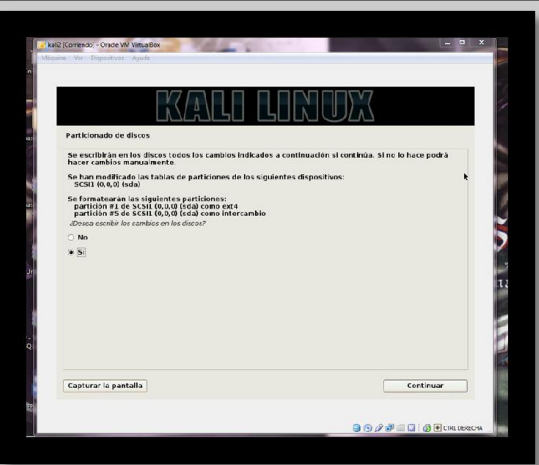 kali2 [Corriendo] - Oracle VM VirtualBox
Máquina Ver Dispositivos Ayuda
KALI LINUX
Particionado de discos
Se escribirán en los discos todos los cambios indicados a continuación si continúa. Si no lo hace podrá
hacer cambios manualmente.
Se han modificado las tablas de particiones de los siguientes dispositivos:
SCSI1 (0,0,0) (sda)
Se formatearán las siguientes particiones:
partición #1 de SCSI1 (0,0,0) (sda) como ext4
partición #5 de SCSI1 (0,0,0) (sda) como intercambio
¿Desea escribir los cambios en los discos?
No
Sí
Capturar la pantalla
Continuar
CTRL DERECHA